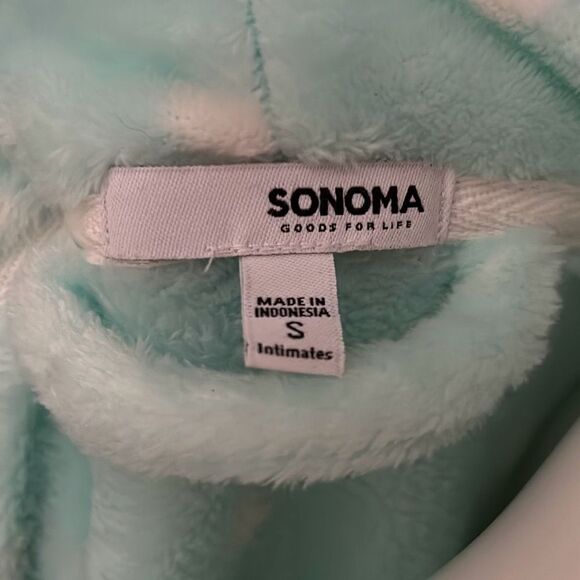 SONOMA
GOODS FOR LIFE
MADE IN
INDONESIA
S
Intimates